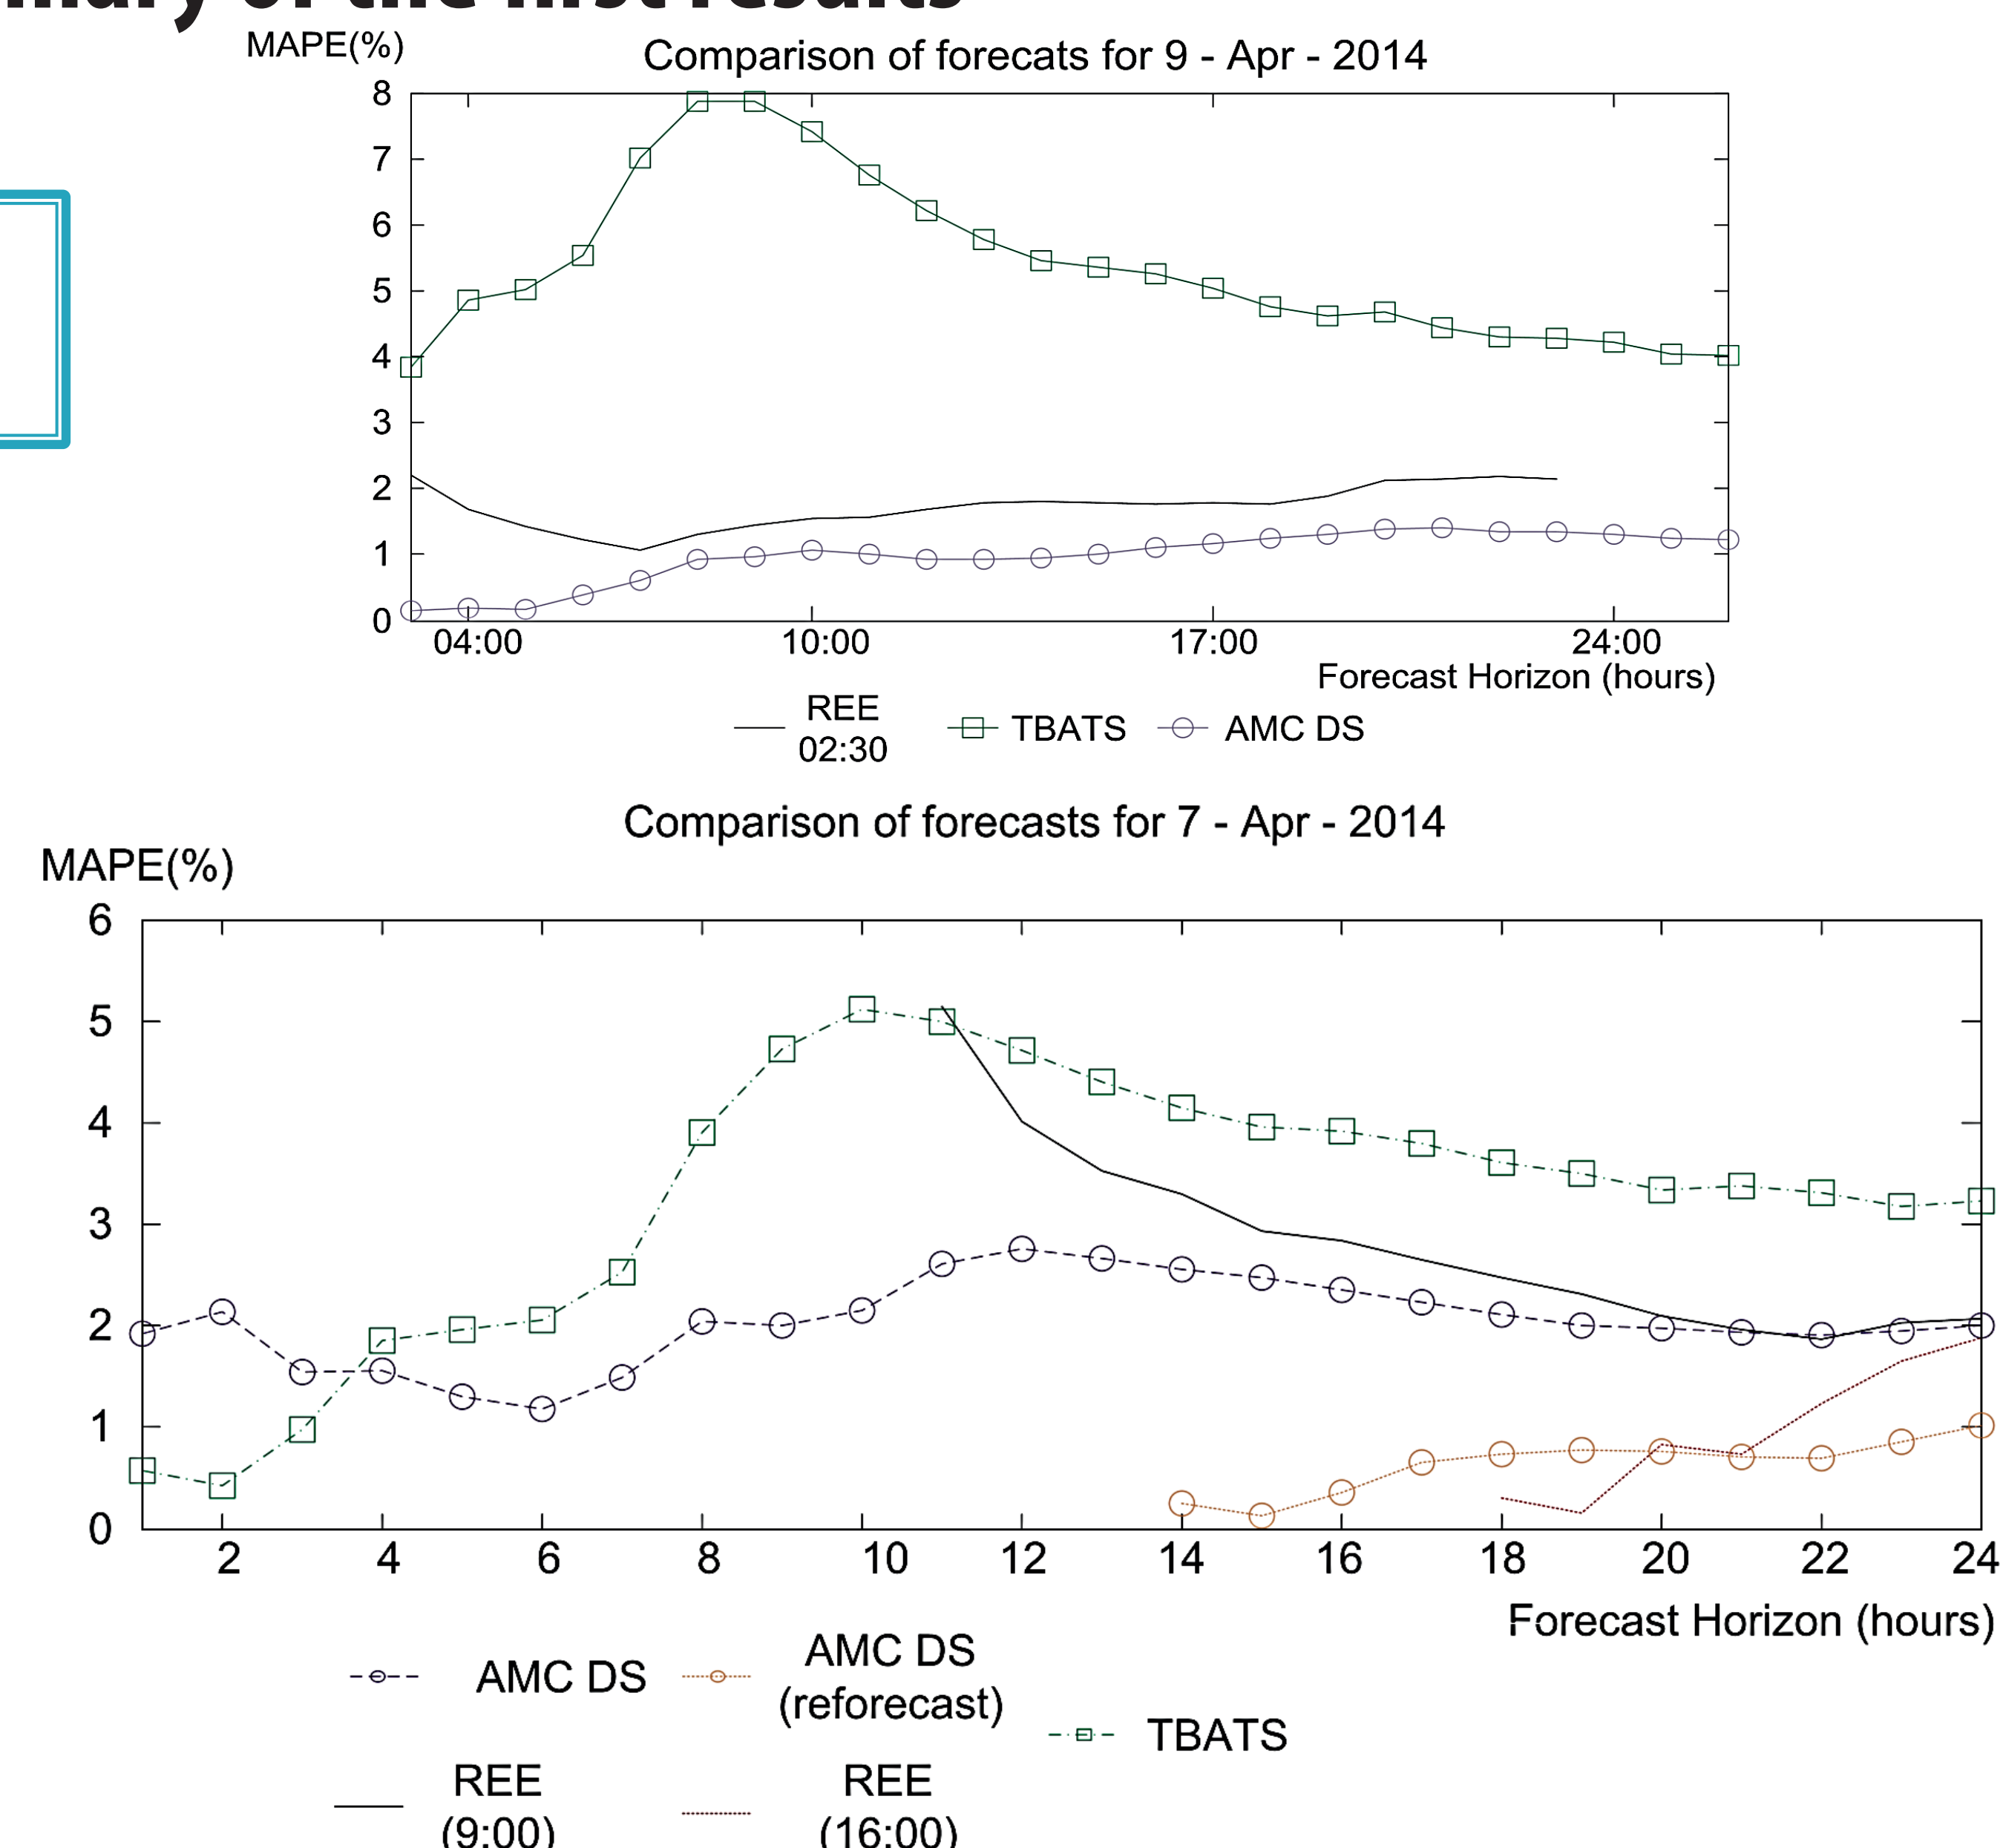 of the first results
MAPE(%)
Comparison of forecats for 9 - Apr - 2014
8
7
6
5
4
3
2
1
0
04:00 10:00 17:00 24:00
Forecast Horizon (hours)
REE
02:30
TBATS
AMC DS
Comparison of forecasts for 7 - Apr - 2014
MAPE(%)
6
5
4
3
2
1
0
2 4 6 8 10 12 14 16 18 20 22 24
Forecast Horizon (hours)
AMC DS
AMC DS
(reforecast)
TBATS
REE
(9:00)
REE
(16:00)